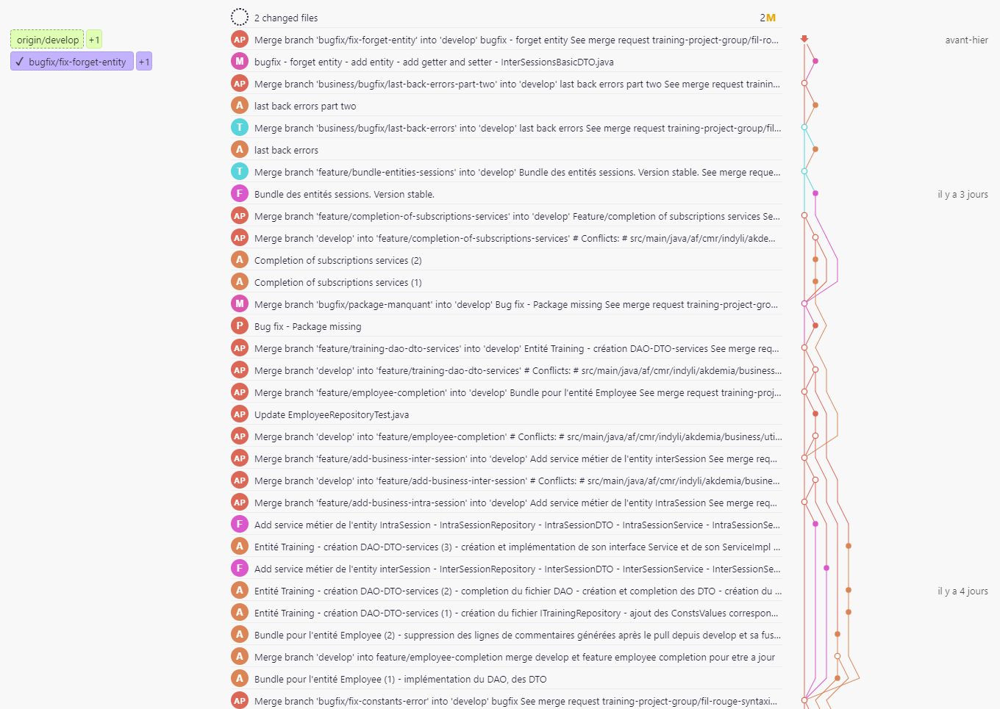 2 changed files 2M
origin/develop +1 AP Merge branch 'bugfix/fix-forget-entity' into 'develop' bugfix - forget entity See merge request training-project-group/fil-ro... avant-hier
✓ bugfix/fix-forget-entity +1 M bugfix - forget entity - add entity - add getter and setter - InterSessionsBasicDTO.java
AP Merge branch 'business/bugfix/last-back-errors-part-two' into 'develop' last back errors part two See merge request trainin...
A last back errors part two
T Merge branch 'business/bugfix/last-back-errors' into 'develop' last back errors See merge request training-project-group/fil...
A last back errors
T Merge branch 'feature/bundle-entities-sessions' into 'develop' Bundle des entités sessions. Version stable. See merge reque...
F Bundle des entités sessions. Version stable. il y a 3 jours
AP Merge branch 'feature/completion-of-subscriptions-services' into 'develop' Feature/completion of subscriptions services Se...
AP Merge branch 'develop' into 'feature/completion-of-subscriptions-services' # Conflicts: # src/main/java/af/cmr/indyli/akde...
A Completion of subscriptions services (2)
A Completion of subscriptions services (1)
M Merge branch 'bugfix/package-manquant' into 'develop' Bug fix - Package missing See merge request training-project-gro...
P Bug fix - Package missing
AP Merge branch 'feature/training-dao-dto-services' into 'develop' Entité Training - création DAO-DTO-services See merge req...
AP Merge branch 'develop' into 'feature/training-dao-dto-services' # Conflicts: # src/main/java/af/cmr/indyli/akdemia/business...
AP Merge branch 'feature/employee-completion' into 'develop' Bundle pour l'entité Employee See merge request training-proj...
AP Update EmployeeRepositoryTest.java
AP Merge branch 'develop' into 'feature/employee-completion' # Conflicts: # src/main/java/af/cmr/indyli/akdemia/business/uti...
AP Merge branch 'feature/add-business-inter-session' into 'develop' Add service métier de l'entity interSession See merge req...
AP Merge branch 'develop' into 'feature/add-business-inter-session' # Conflicts: # src/main/java/af/cmr/indyli/akdemia/busine...
AP Merge branch 'feature/add-business-intra-session' into 'develop' Add service métier de l'entity IntraSession See merge req...
F Add service métier de l'entity IntraSession - IntraSessionRepository - IntraSessionDTO - IntraSessionService - IntraSessionSe...
A Entité Training - création DAO-DTO-services (3) - création et implémentation de son interface Service et de son ServiceImpl ...
F Add service métier de l'entity interSession - InterSessionRepository - InterSessionDTO - InterSessionService - InterSessionSe...
A Entité Training - création DAO-DTO-services (2) - completion du fichier DAO - création et completion des DTO - création du ... il y a 4 jours
A Entité Training - création DAO-DTO-services (1) - création du fichier ITrainingRepository - ajout des ConstsValues correspon...
A Bundle pour l'entité Employee (2) - suppression des lignes de commentaires générées après le pull depuis develop et sa fus...
A Merge branch 'develop' into feature/employee-completion merge develop et feature employee completion pour etre a jour
A Bundle pour l'entité Employee (1) - implémentation du DAO, des DTO
AP Merge branch 'bugfix/fix-constants-error' into 'develop' bugfix See merge request training-project-group/fil-rouge-syntaxi...